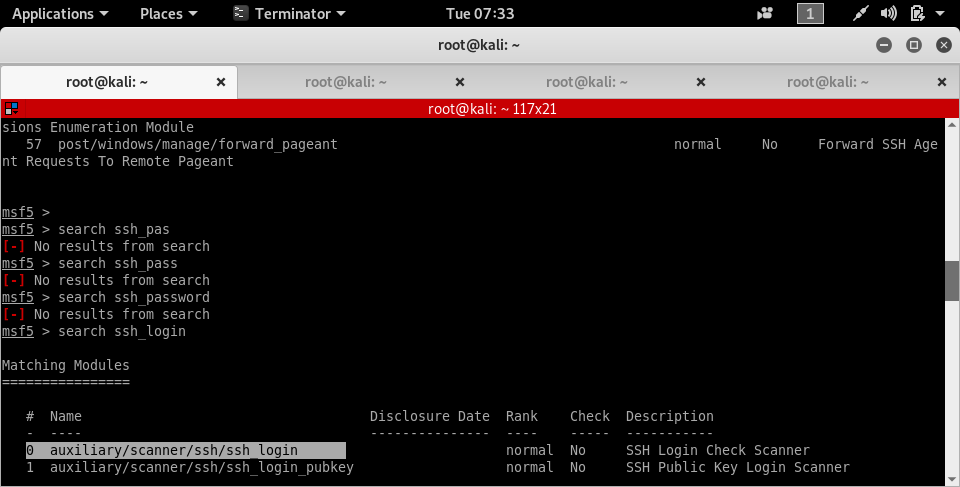 Applications Places Terminator Tue 07:33 1
root@kali: ~
root@kali: ~ × root@kali: ~ × root@kali: ~ × root@kali: ~ ×
root@kali: ~ 117x21
sions Enumeration Module
57 post/windows/manage/forward_pageant normal No Forward SSH Age
nt Requests To Remote Pageant
msf5 >
msf5 > search ssh_pas
[-] No results from search
msf5 > search ssh_pass
[-] No results from search
msf5 > search ssh_password
[-] No results from search
msf5 > search ssh_login
Matching Modules
================
# Name Disclosure Date Rank Check Description
- ---- --------------- ---- ----- -----------
0 auxiliary/scanner/ssh/ssh_login normal No SSH Login Check Scanner
1 auxiliary/scanner/ssh/ssh_login_pubkey normal No SSH Public Key Login Scanner